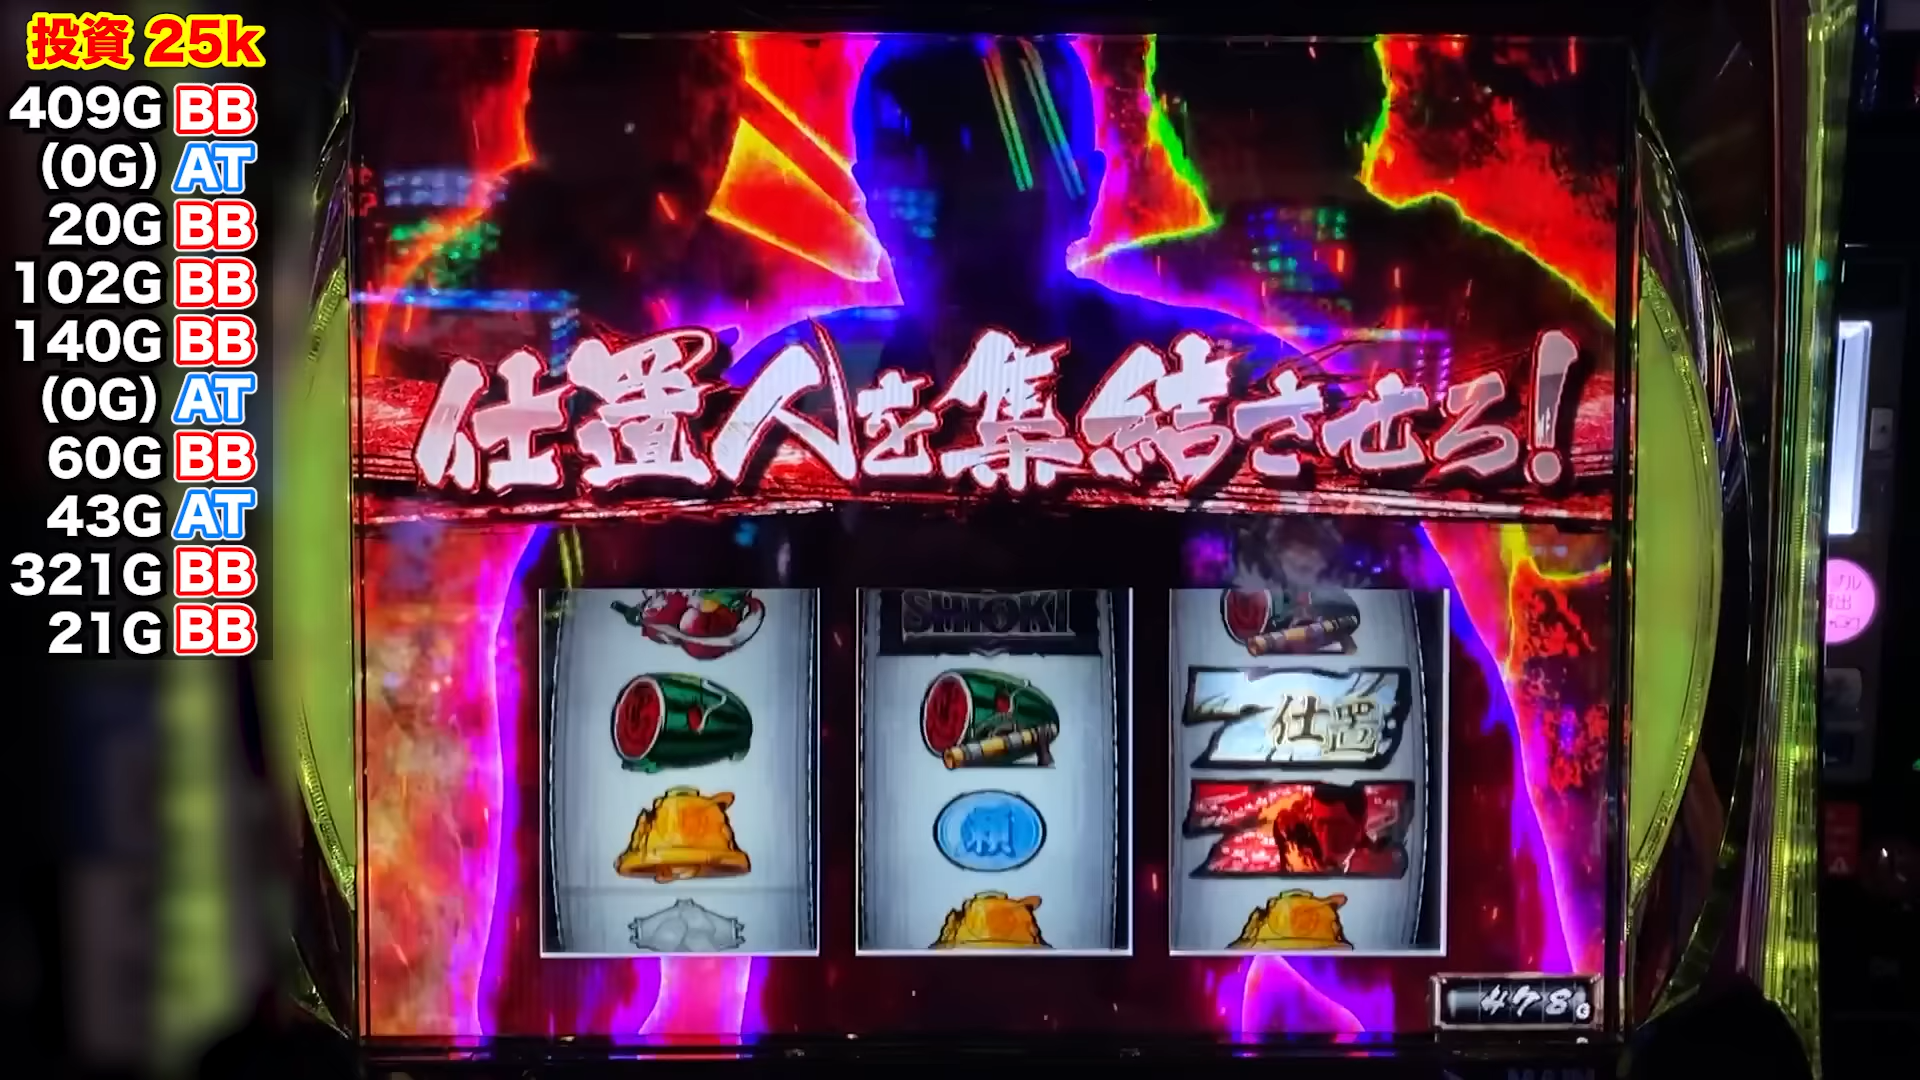 投資 25k
409G BB
(0G) AT
20G BB
102G BB
140G BB
(0G) AT
60G BB
43G AT
321G BB
21G BB
仕置人を集結させろ!
SHIOKI
仕置
478G